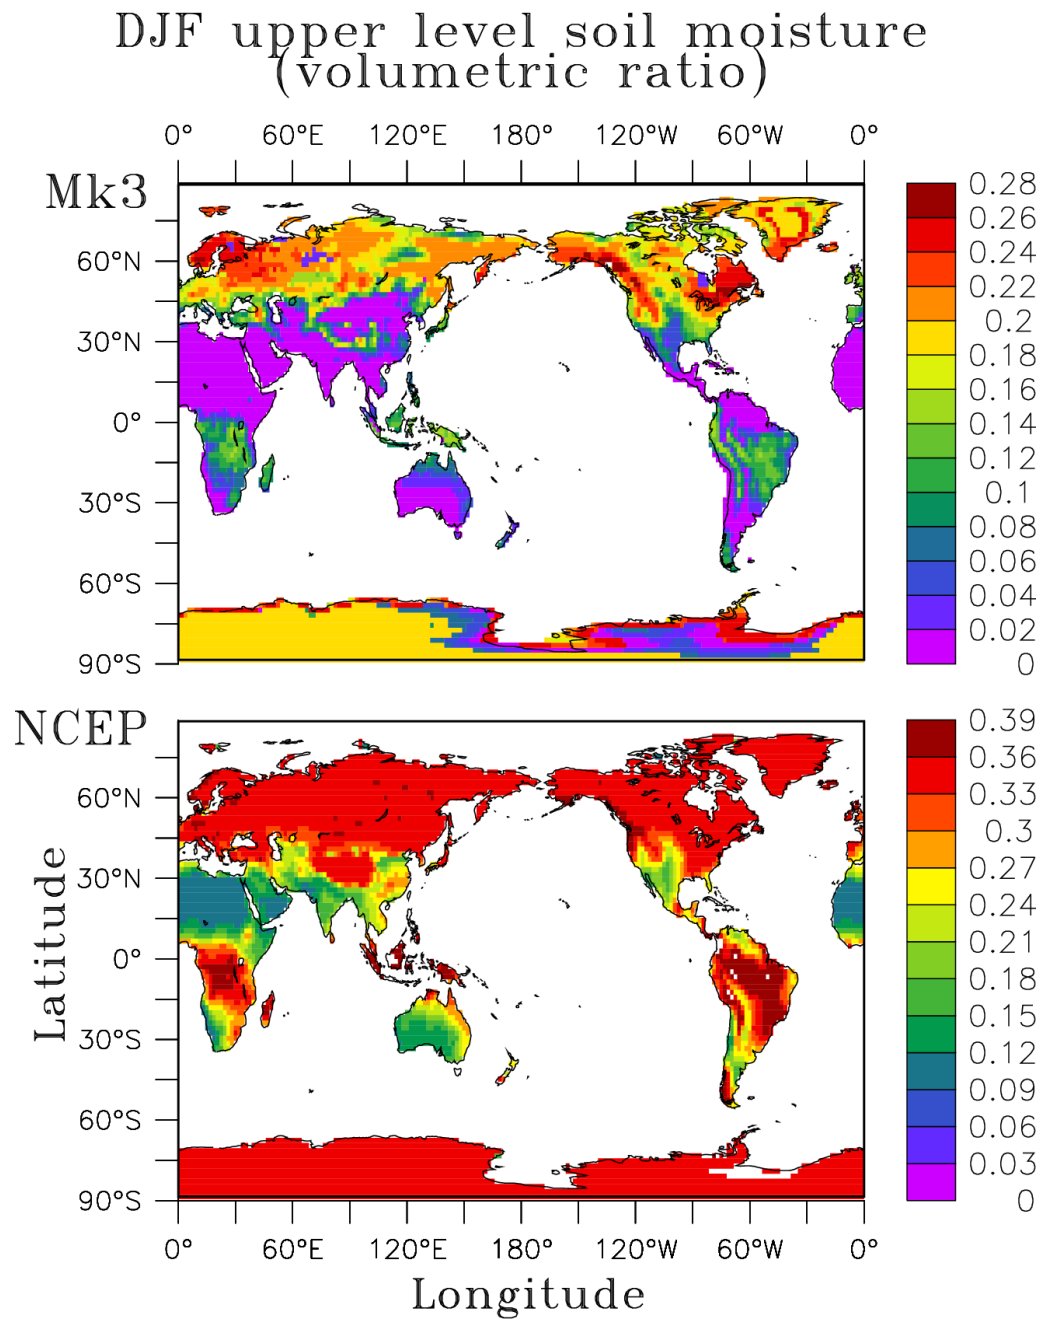 DJF upper level soil moisture
(volumetric ratio)
0° 60°E 120°E 180° 120°W 60°W 0°
Mk3
60°N
30°N
0°
30°S
60°S
90°S
0.28
0.26
0.24
0.22
0.2
0.18
0.16
0.14
0.12
0.1
0.08
0.06
0.04
0.02
0
NCEP
60°N
30°N
0°
30°S
60°S
90°S
Latitude
0.39
0.36
0.33
0.3
0.27
0.24
0.21
0.18
0.15
0.12
0.09
0.06
0.03
0
0° 60°E 120°E 180° 120°W 60°W 0°
Longitude